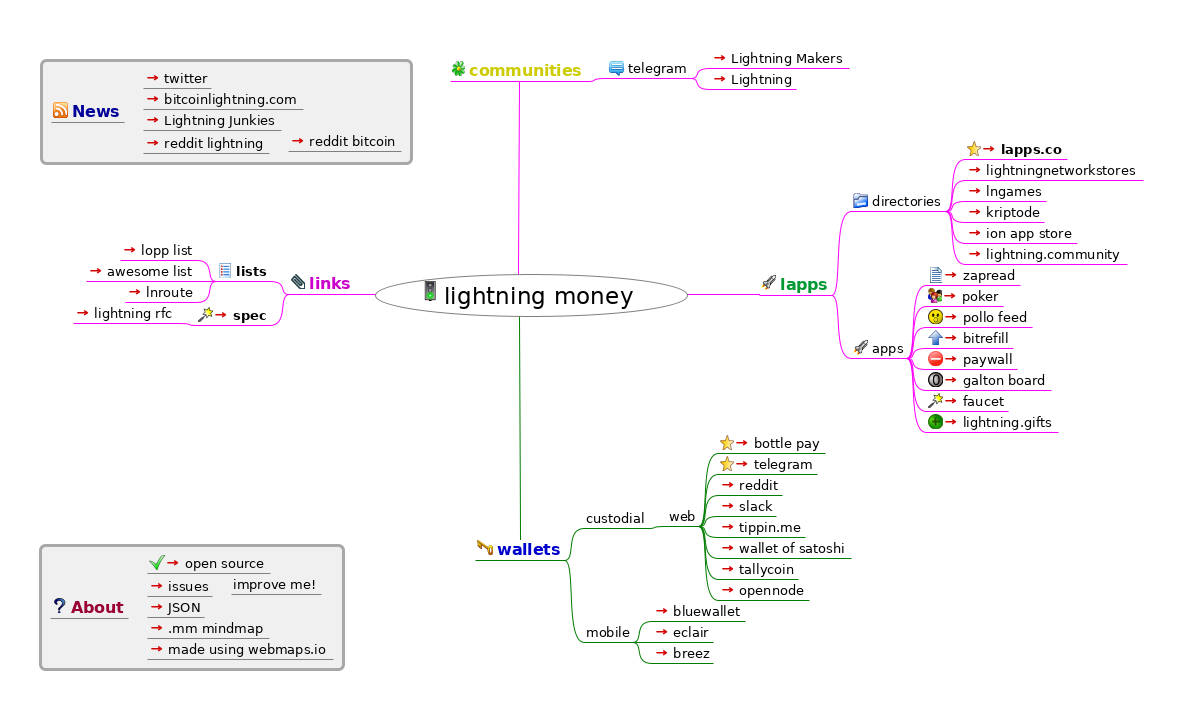 News
twitter
bitcoinlightning.com
Lightning Junkies
reddit lightning
reddit bitcoin
communities
telegram
Lightning Makers
Lightning
links
lists
lopp list
awesome list
lnroute
spec
lightning rfc
lightning money
lapps
directories
lapps.co
lightningnetworkstores
lngames
kriptode
ion app store
lightning.community
apps
zapread
poker
pollo feed
bitrefill
paywall
galton board
faucet
lightning.gifts
wallets
custodial
web
bottle pay
telegram
reddit
slack
tippin.me
wallet of satoshi
tallycoin
opennode
mobile
bluewallet
eclair
breez
About
open source
issues
improve me!
JSON
.mm mindmap
made using webmaps.io